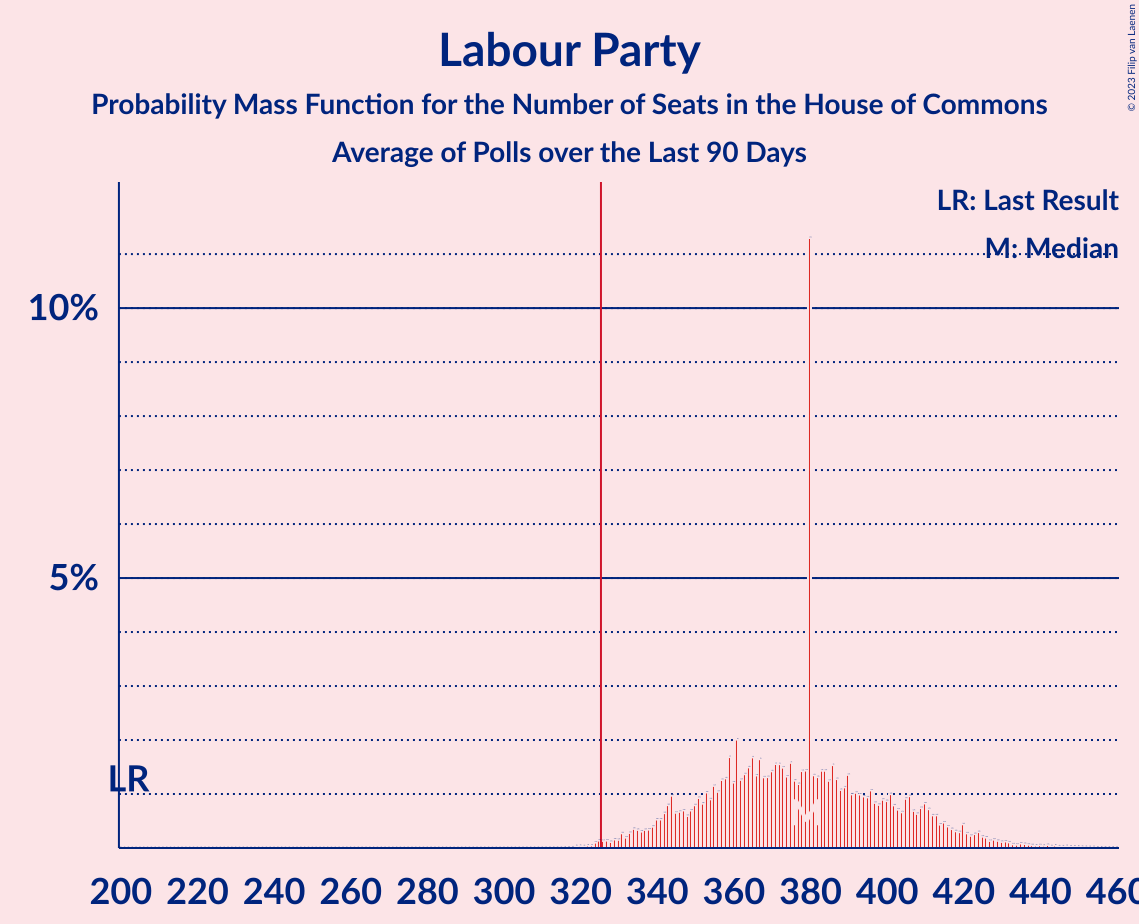 Labour Party
Probability Mass Function for the Number of Seats in the House of Commons
Average of Polls over the Last 90 Days
© 2023 Filip van Laenen
LR: Last Result
M: Median
10%
5%
LR
M
200 220 240 260 280 300 320 340 360 380 400 420 440 460